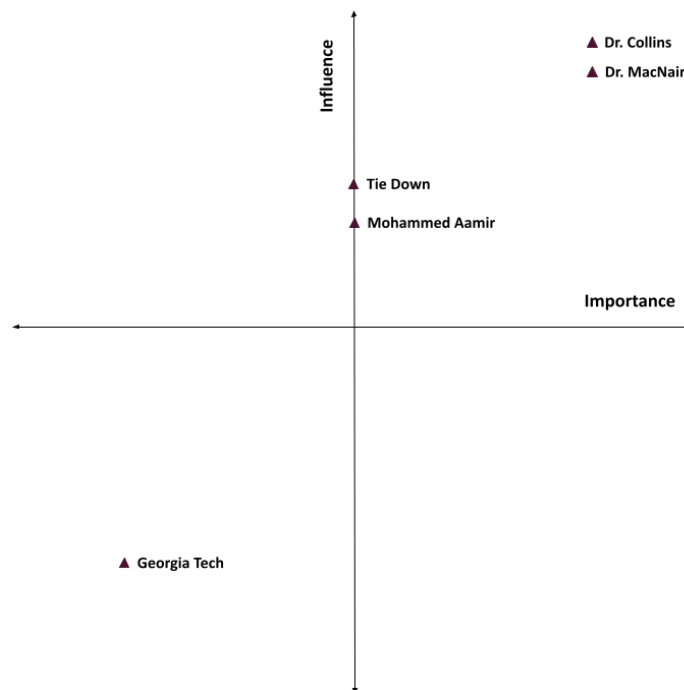 Influence
Dr. Collins
Dr. MacNair
Tie Down
Mohammed Aamir
Importance
Georgia Tech